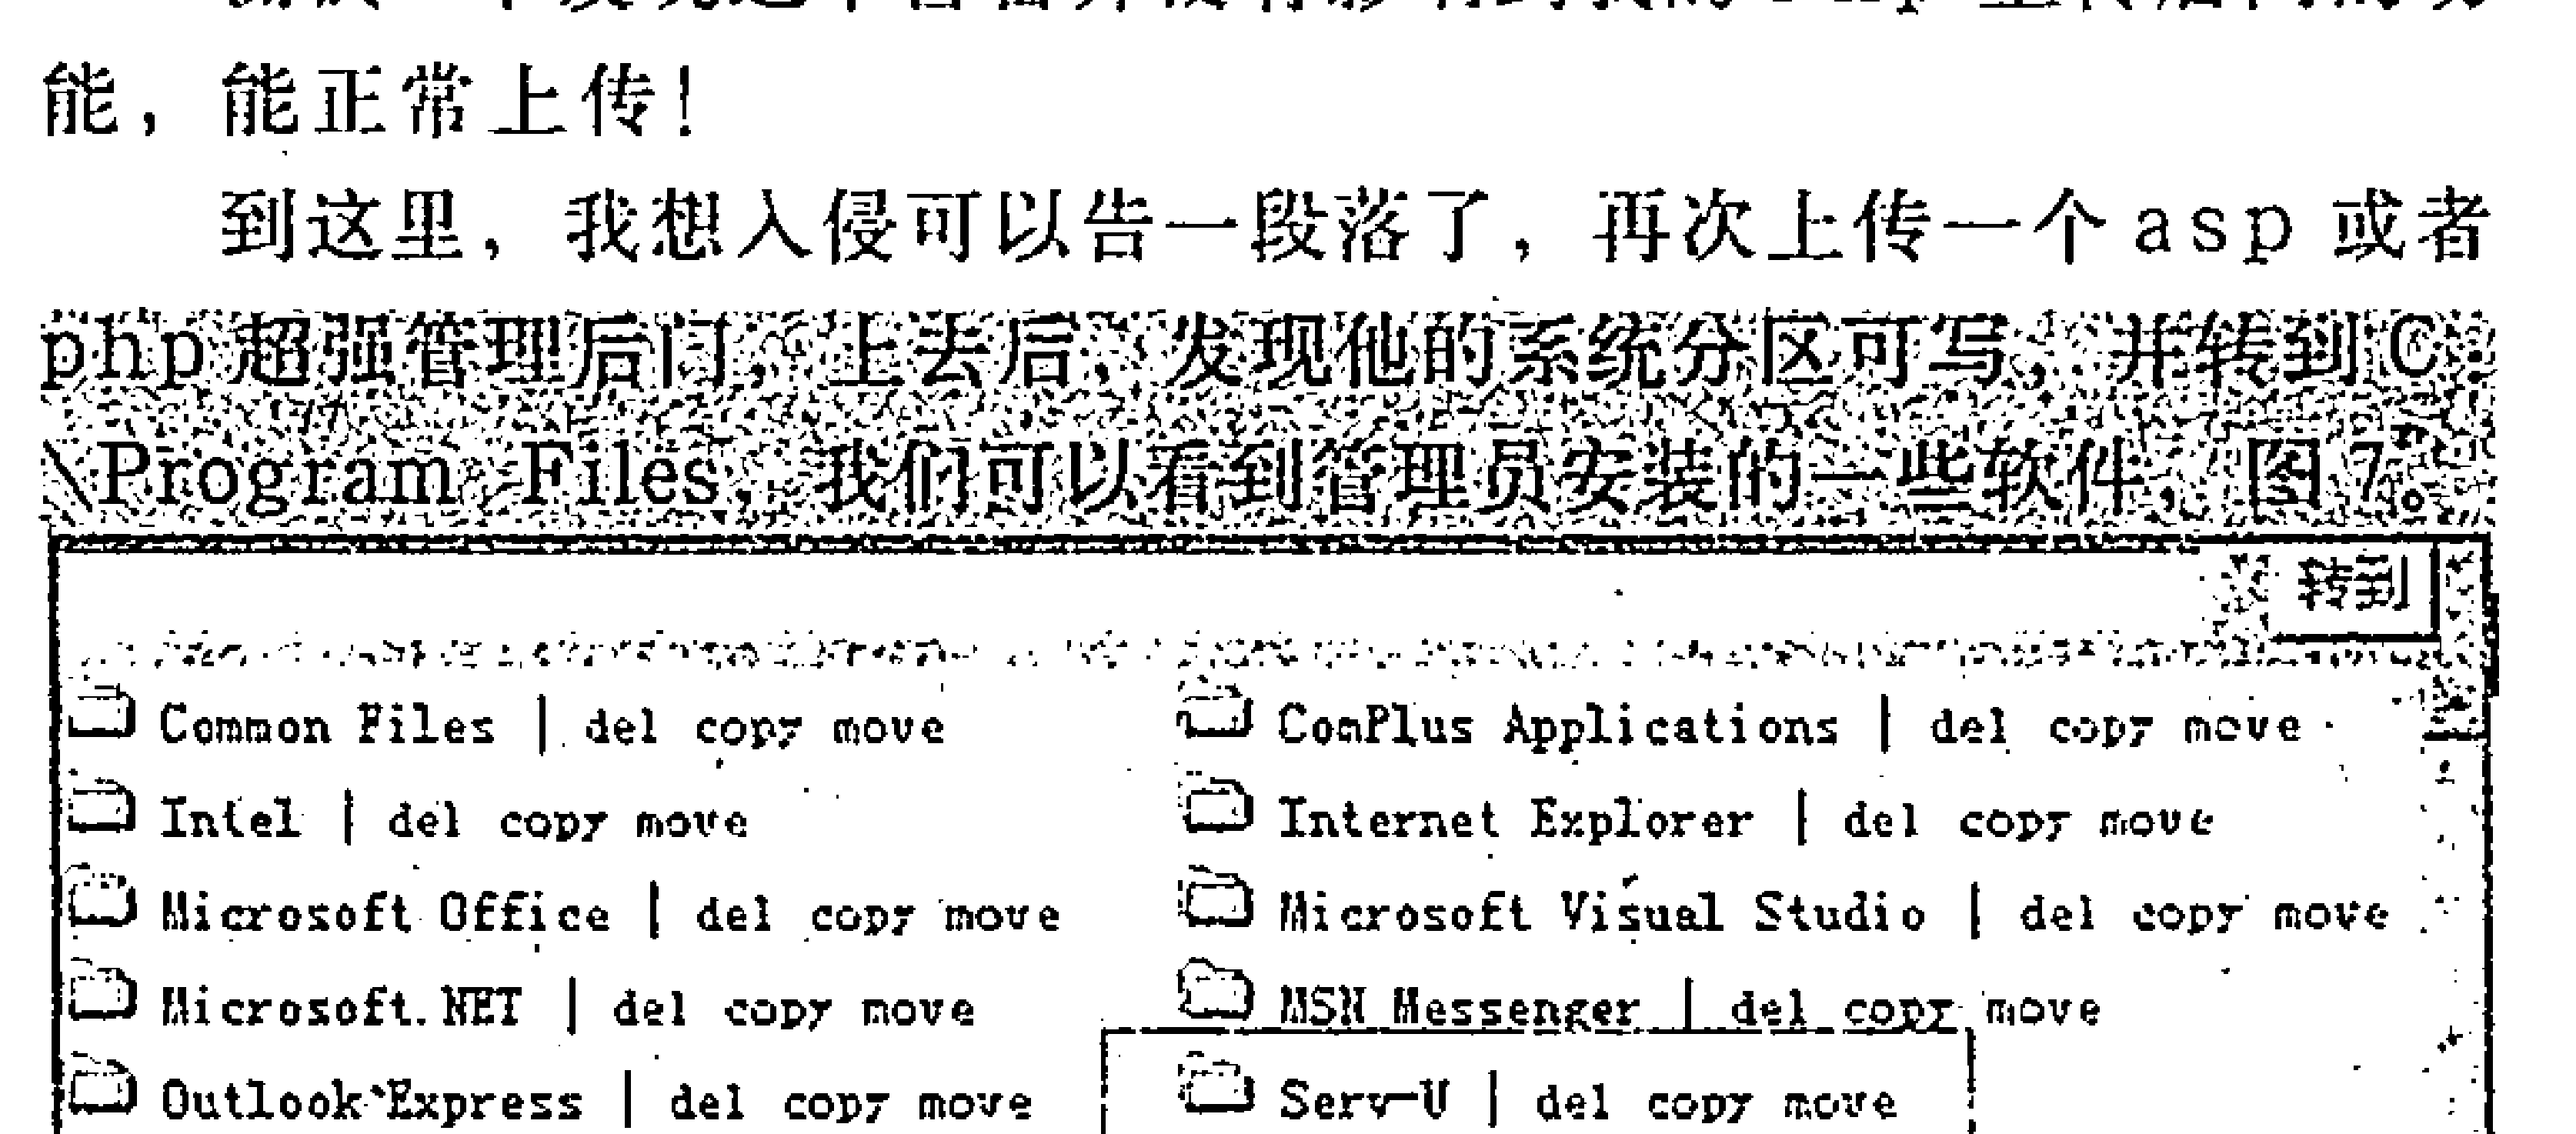 能，能正常上传！
到这里，我想入侵可以告一段落了，再次上传一个asp或者
php超强管理后门，上去后，发现他的系统分区可写，并转到C:
\Program Files，我们可以看到管理员安装的一些软件，图7。
转到
Common Files | del copy move ComPlus Applications | del copy move
Intel | del copy move Internet Explorer | del copy move
Microsoft Office | del copy move Microsoft Visual Studio | del copy move
Microsoft.NET | del copy move MSN Messenger | del copy move
Outlook Express | del copy move Serv-U | del copy move